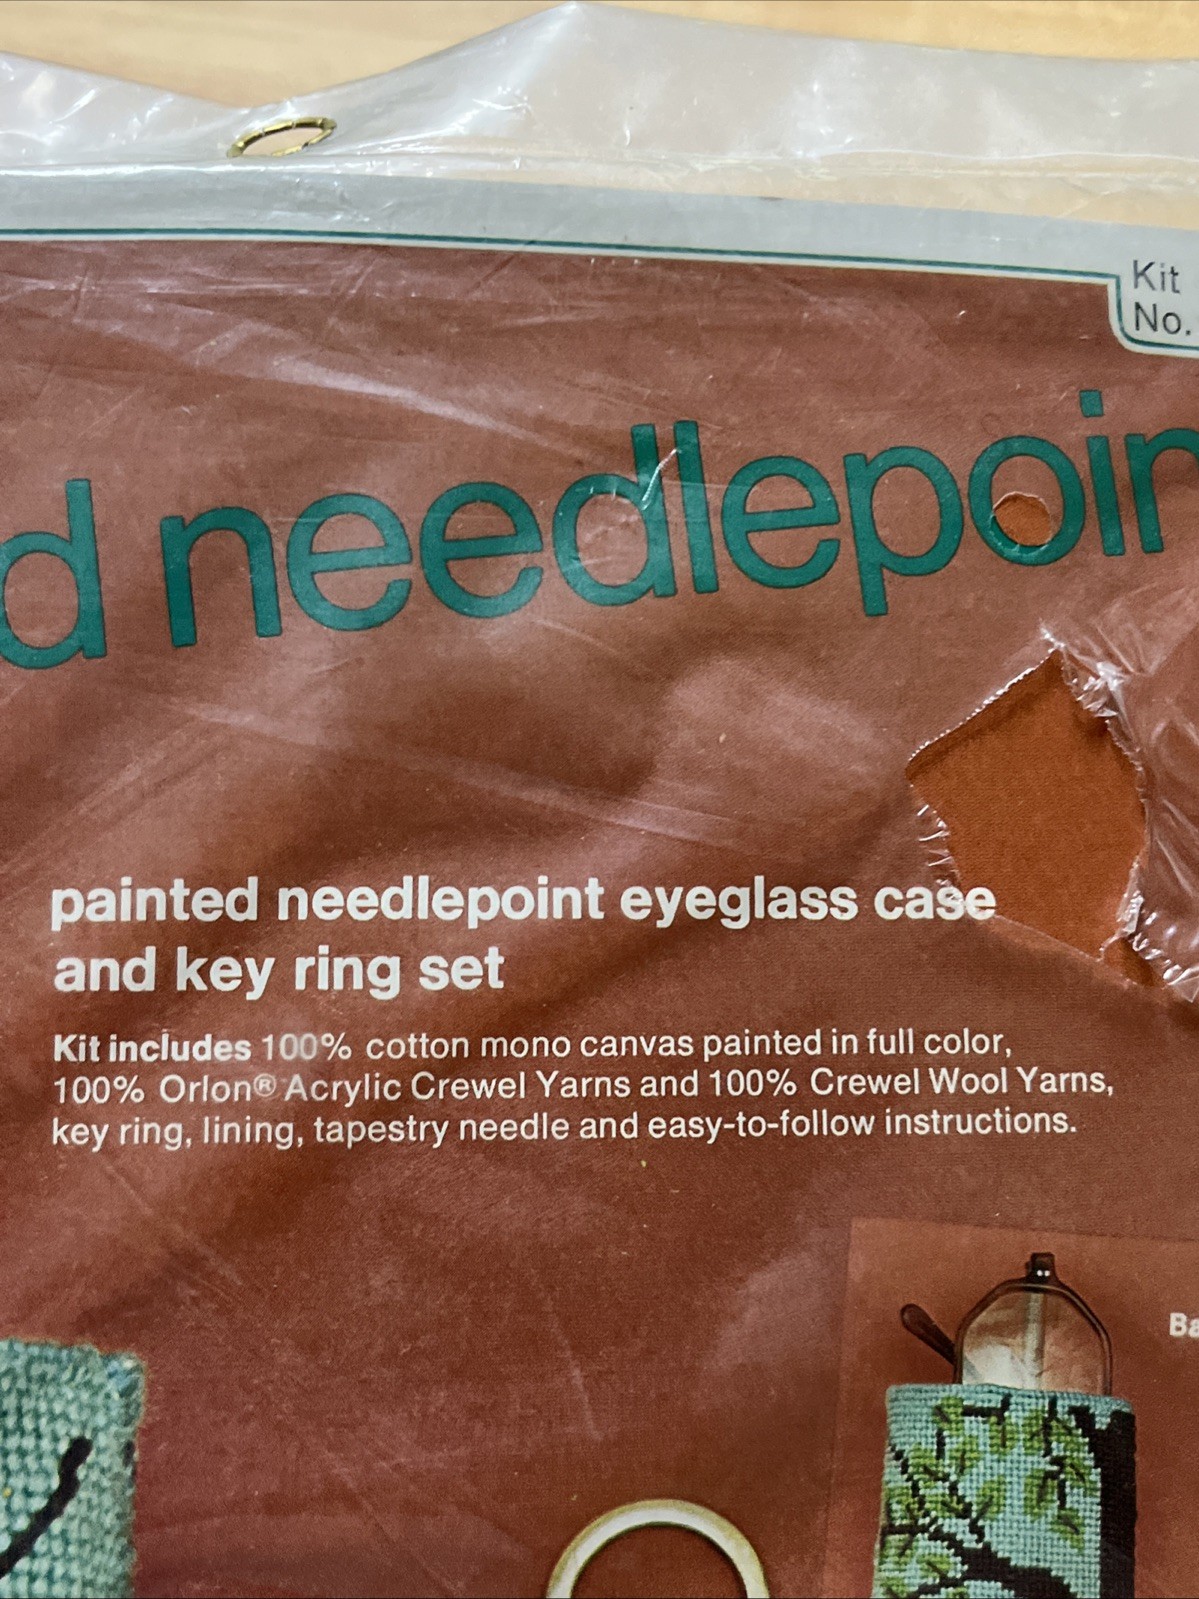 Kit
No.
d needlepoin
painted needlepoint eyeglass case
and key ring set
Kit includes 100% cotton mono canvas painted in full color,
100% Orlon® Acrylic Crewel Yarns and 100% Crewel Wool Yarns,
key ring, lining, tapestry needle and easy-to-follow instructions.
Ba